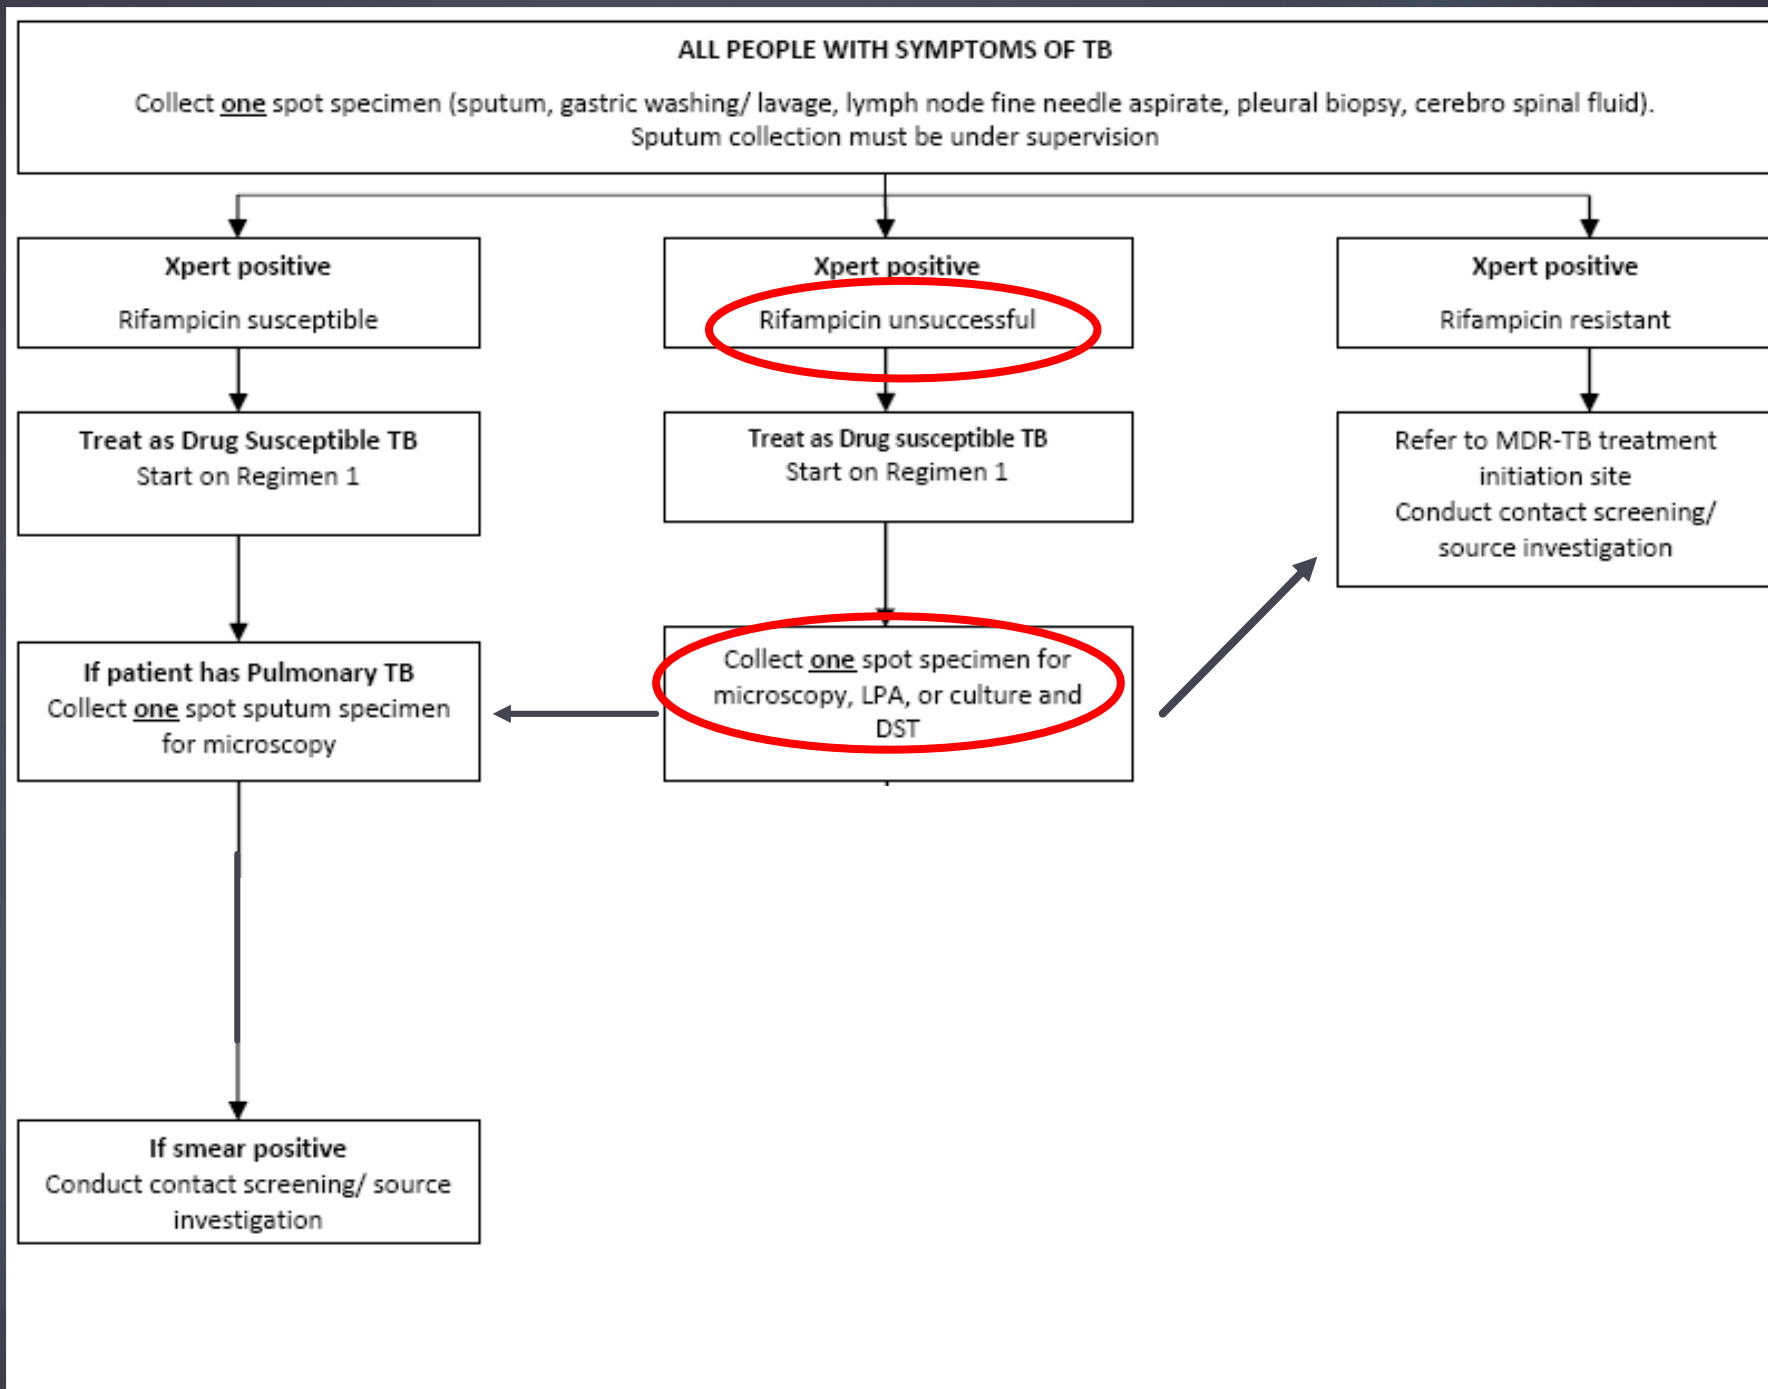 ALL PEOPLE WITH SYMPTOMS OF TB
Collect one spot specimen (sputum, gastric washing/ lavage, lymph node fine needle aspirate, pleural biopsy, cerebro spinal fluid).
Sputum collection must be under supervision
Xpert positive
Rifampicin susceptible
Xpert positive
Rifampicin unsuccessful
Xpert positive
Rifampicin resistant
Treat as Drug Susceptible TB
Start on Regimen 1
Treat as Drug susceptible TB
Start on Regimen 1
Refer to MDR-TB treatment
initiation site
Conduct contact screening/
source investigation
If patient has Pulmonary TB
Collect one spot sputum specimen
for microscopy
Collect one spot specimen for
microscopy, LPA, or culture and
DST
If smear positive
Conduct contact screening/ source
investigation